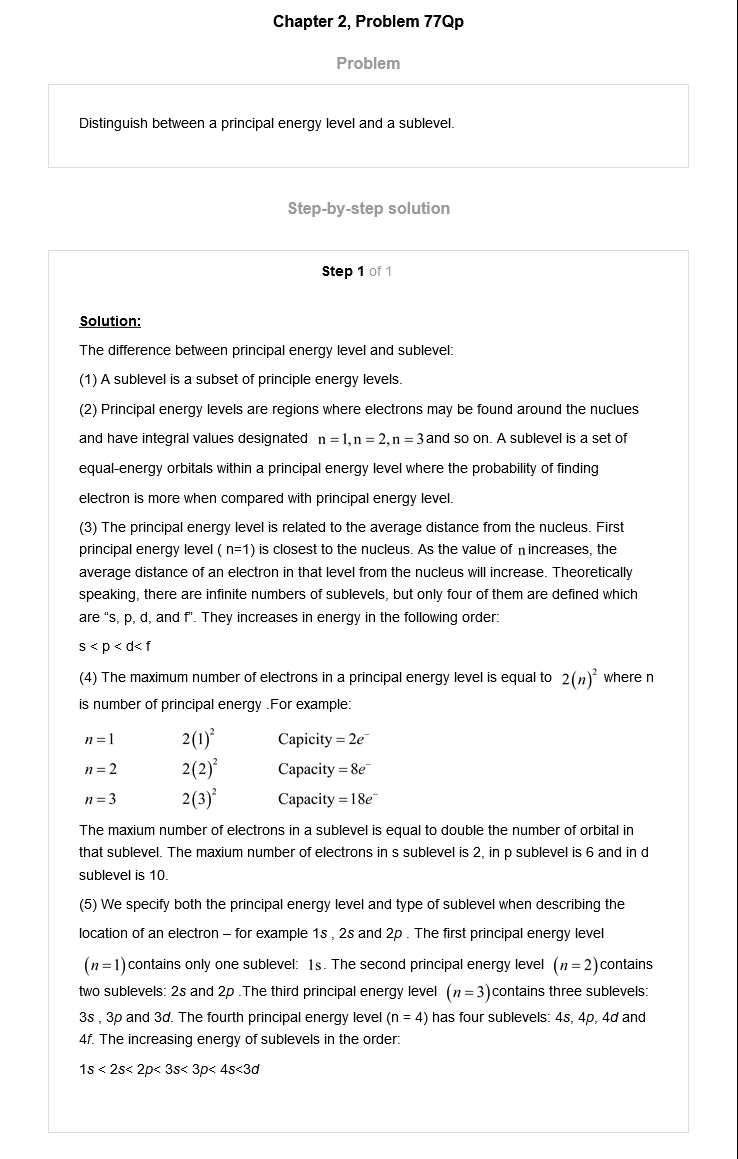 Chapter 2, Problem 77Qp
Problem
Distinguish between a principal energy level and a sublevel.
Step-by-step solution
Step 1 of 1
Solution:
The difference between principal energy level and sublevel:
(1) A sublevel is a subset of principle energy levels.
(2) Principal energy levels are regions where electrons may be found around the nuclues
and have integral values designated n = 1, n = 2, n = 3 and so on. A sublevel is a set of
equal-energy orbitals within a principal energy level where the probability of finding
electron is more when compared with principal energy level.
(3) The principal energy level is related to the average distance from the nucleus. First
principal energy level ( n=1) is closest to the nucleus. As the value of n increases, the
average distance of an electron in that level from the nucleus will increase. Theoretically
speaking, there are infinite numbers of sublevels, but only four of them are defined which
are “s, p, d, and f”. They increases in energy in the following order:
s < p < d< f
(4) The maximum number of electrons in a principal energy level is equal to 2(n)² where n
is number of principal energy .For example:
n = 1 2(1)² Capicity = 2e⁻
n = 2 2(2)² Capacity = 8e⁻
n = 3 2(3)² Capacity = 18e⁻
The maxium number of electrons in a sublevel is equal to double the number of orbital in
that sublevel. The maxium number of electrons in s sublevel is 2, in p sublevel is 6 and in d
sublevel is 10.
(5) We specify both the principal energy level and type of sublevel when describing the
location of an electron – for example 1s , 2s and 2p . The first principal energy level
(n = 1) contains only one sublevel: 1s. The second principal energy level (n = 2) contains
two sublevels: 2s and 2p .The third principal energy level (n = 3) contains three sublevels:
3s , 3p and 3d. The fourth principal energy level (n = 4) has four sublevels: 4s, 4p, 4d and
4f. The increasing energy of sublevels in the order:
1s < 2s< 2p< 3s< 3p< 4s<3d